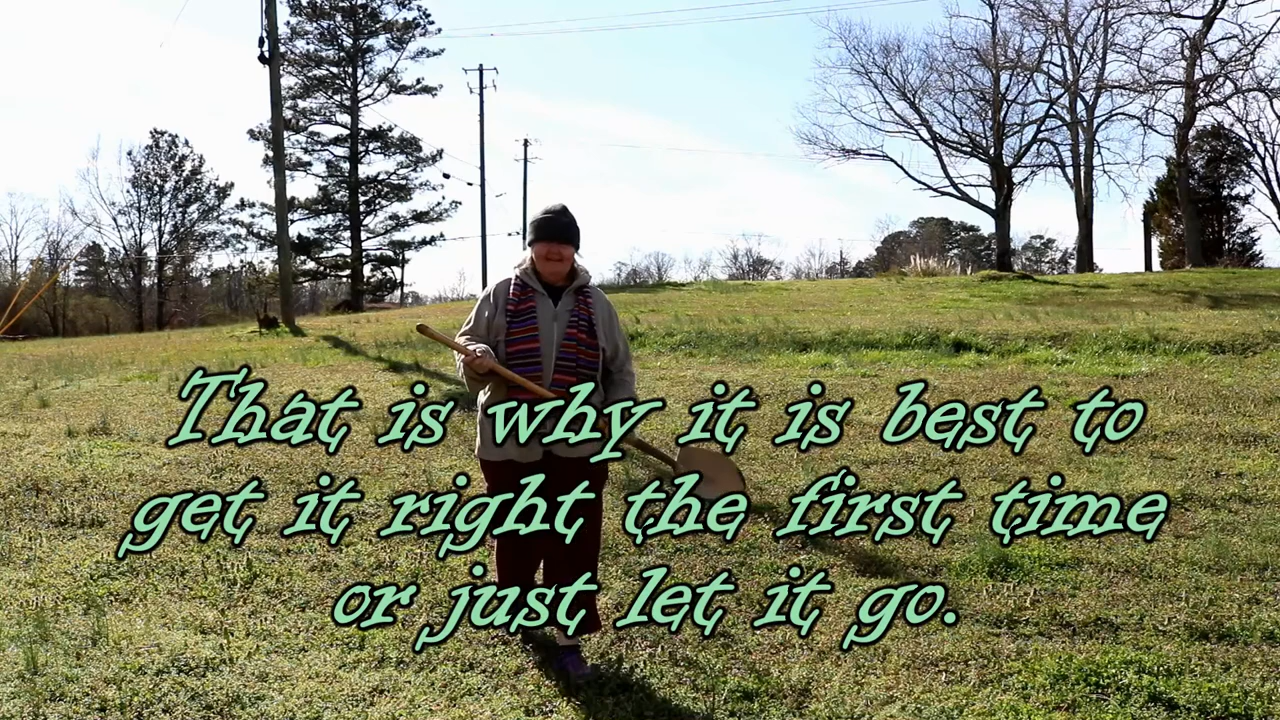 That is why it is best to
get it right the first time
or just let it go.